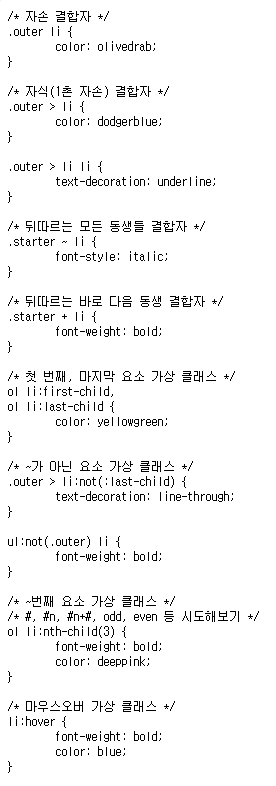 /* 자손 결합자 */
.outer li {
        color: olivedrab;
}

/* 자식(1촌 자손) 결합자 */
.outer > li {
        color: dodgerblue;
}

.outer > li li {
        text-decoration: underline;
}

/* 뒤따르는 모든 동생들 결합자 */
.starter ~ li {
        font-style: italic;
}

/* 뒤따르는 바로 다음 동생 결합자 */
.starter + li {
        font-weight: bold;
}

/* 첫 번째, 마지막 요소 가상 클래스 */
ol li:first-child,
ol li:last-child {
        color: yellowgreen;
}

/* ~가 아닌 요소 가상 클래스 */
.outer > li:not(:last-child) {
        text-decoration: line-through;
}

ul:not(.outer) li {
        font-weight: bold;
}

/* ~번째 요소 가상 클래스 */
/* #, #n, #n+#, odd, even 등 시도해보기 */
ol li:nth-child(3) {
        font-weight: bold;
        color: deeppink;
}

/* 마우스오버 가상 클래스 */
li:hover {
        font-weight: bold;
        color: blue;
}